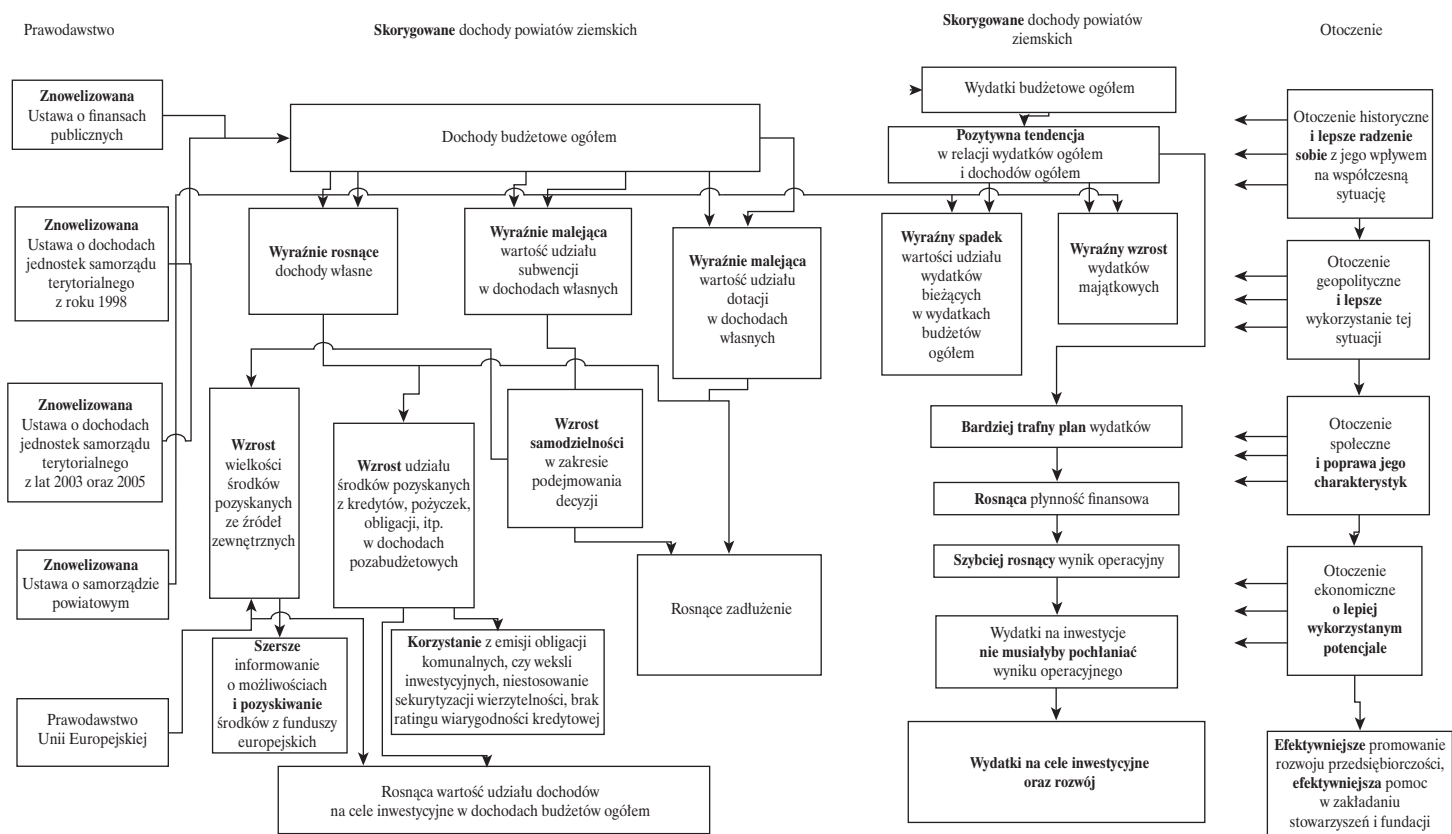 Prawodawstwo
Skorygowane dochody powiatów ziemskich
Skorygowane dochody powiatów
ziemskich
Otoczenie
Znowelizowana
Ustawa o finansach
publicznych
Znowelizowana
Ustawa o dochodach
jednostek samorządu
terytorialnego
z roku 1998
Znowelizowana
Ustawa o dochodach
jednostek samorządu
terytorialnego
z lat 2003 oraz 2005
Znowelizowana
Ustawa o samorządzie
powiatowym
Prawodawstwo
Unii Europejskiej
Dochody budżetowe ogółem
Wyraźnie rosnące
dochody własne
Wyraźnie malejąca
wartość udziału
subwencji
w dochodach własnych
Wyraźnie malejąca
wartość udziału
dotacji
w dochodach
własnych
Wzrost
wielkości
środków
pozyskanych
ze źródeł
zewnętrznych
Wzrost udziału
środków pozyskanych
z kredytów, pożyczek,
obligacji, itp.
w dochodach
pozabudżetowych
Wzrost
samodzielności
w zakresie
podejmowania
decyzji
Rosnące zadłużenie
Szersze
informowanie
o możliwościach
i pozyskiwanie
środków z funduszy
europejskich
Korzystanie z emisji obligacji
komunalnych, czy weksli
inwestycyjnych, niestosowanie
sekurytyzacji wierzytelności, brak
ratingu wiarygodności kredytowej
Rosnąca wartość udziału dochodów
na cele inwestycyjne w dochodach budżetów ogółem
Wydatki budżetowe ogółem
Pozytywna tendencja
w relacji wydatków ogółem
i dochodów ogółem
Wyraźny spadek
wartości udziału
wydatków
bieżących
w wydatkach
budżetów
ogółem
Wyraźny wzrost
wydatków
majątkowych
Bardziej trafny plan wydatków
Rosnąca płynność finansowa
Szybciej rosnący wynik operacyjny
Wydatki na inwestycje
nie musiałyby pochłaniać
wyniku operacyjnego
Wydatki na cele inwestycyjne
oraz rozwój
Otoczenie historyczne
i lepsze radzenie
sobie z jego wpływem
na współczesną
sytuację
Otoczenie
geopolityczne
i lepsze
wykorzystanie tej
sytuacji
Otoczenie
społeczne
i poprawa jego
charakterystyk
Otoczenie
ekonomiczne
o lepiej
wykorzystanym
potencjale
Efektywniejsze promowanie
rozwoju przedsiębiorczości,
efektywniejsza pomoc
w zakładaniu
stowarzyszeń i fundacji